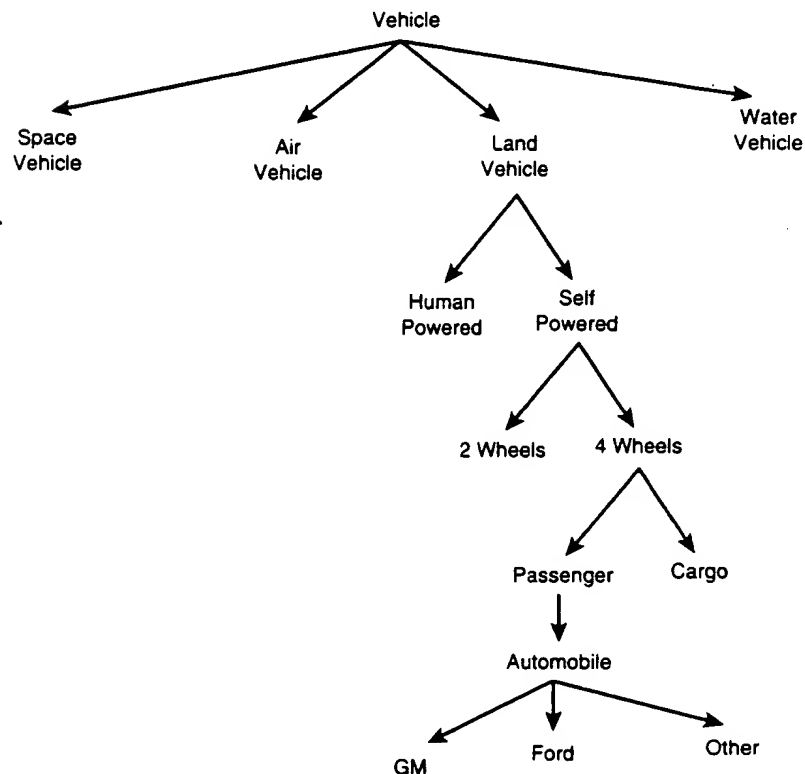 Vehicle
Space
Vehicle
Air
Vehicle
Land
Vehicle
Water
Vehicle
Human
Powered
Self
Powered
2 Wheels
4 Wheels
Passenger
Cargo
Automobile
GM
Ford
Other